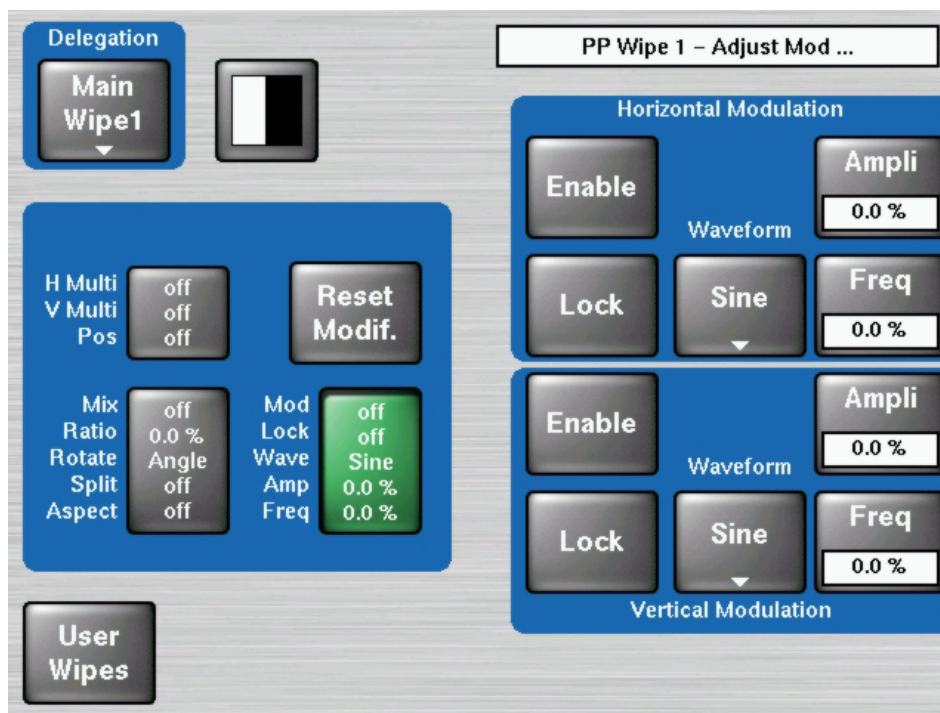 Delegation
Main
Wipe1
PP Wipe 1 – Adjust Mod ...
H Multi off
V Multi off
Pos off
Reset
Modif.
Mix off
Ratio 0.0 %
Rotate Angle
Split off
Aspect off
Mod off
Lock off
Wave Sine
Amp 0.0 %
Freq 0.0 %
User
Wipes
Horizontal Modulation
Enable
Waveform
Ampli
0.0 %
Lock
Sine
Freq
0.0 %
Enable
Waveform
Ampli
0.0 %
Lock
Sine
Freq
0.0 %
Vertical Modulation